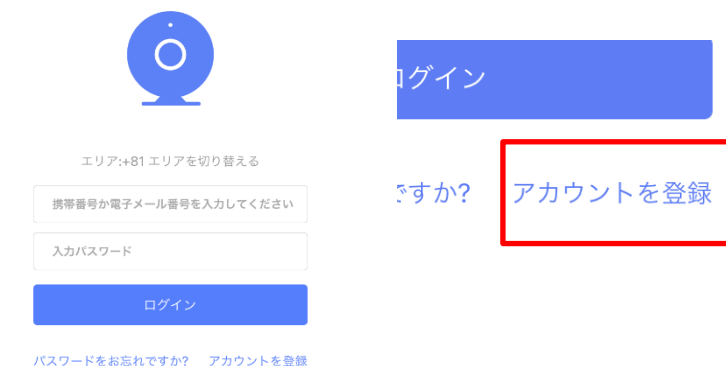 エリア:+81 エリアを切り替える
携帯番号か電子メール番号を入力してください
入力パスワード
ログイン
パスワードをお忘れですか? アカウントを登録
グイン
ですか? アカウントを登録